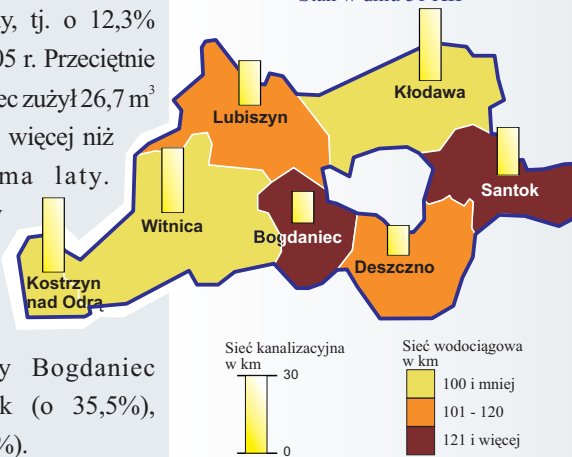 y, tj. o 12,3%
05 r. Przeciętnie
ec zużył 26,7 m³
więcej niż
ma laty.
y Bogdaniec
k (o 35,5%),
%).
Kłodawa
Lubiszyn
Santok
Witnica
Bogdaniec
Deszczno
Kostrzyn
nad Odrą
Sieć kanalizacyjna
w km
30
0
Sieć wodociągowa
w km
100 i mniej
101 - 120
121 i więcej